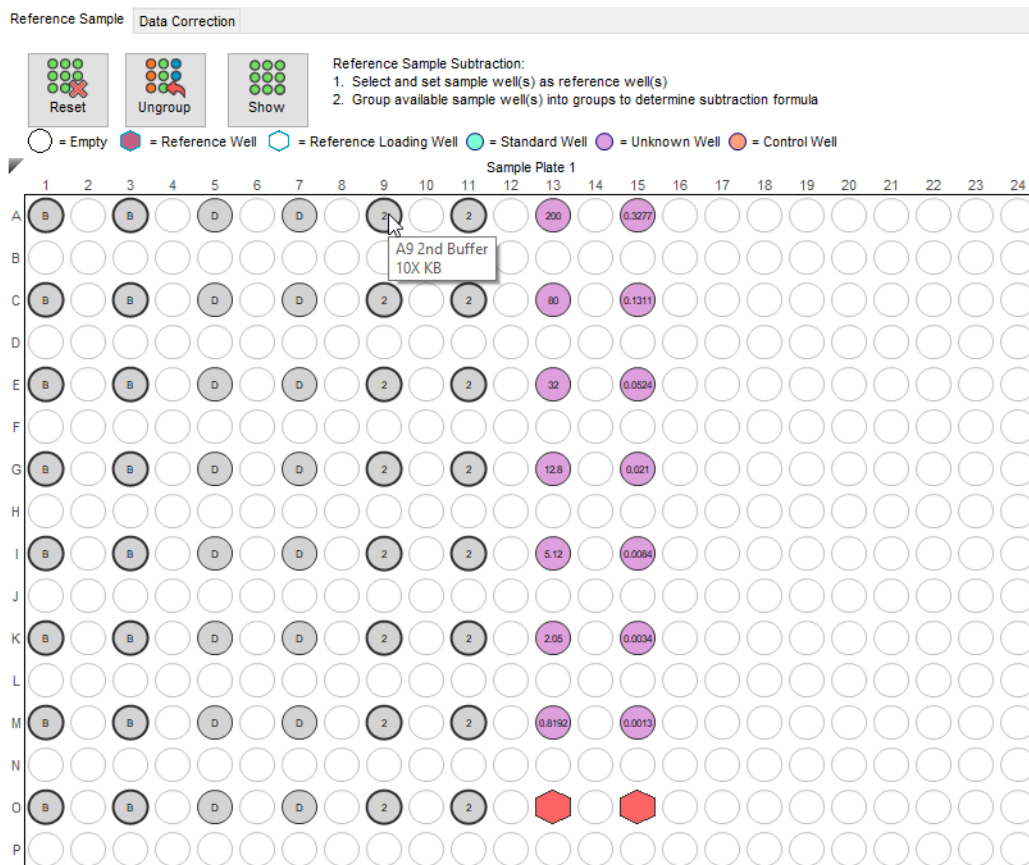 Reference Sample Data Correction
Reset Ungroup Show
Reference Sample Subtraction:
1. Select and set sample well(s) as reference well(s)
2. Group available sample well(s) into groups to determine subtraction formula
= Empty = Reference Well = Reference Loading Well = Standard Well = Unknown Well = Control Well
Sample Plate 1
1 2 3 4 5 6 7 8 9 10 11 12 13 14 15 16 17 18 19 20 21 22 23 24
A B B D D 2 2 200 0.3277
A9 2nd Buffer
10X KB
B
C B B D D 2 2 80 0.1311
D
E B B D D 2 2 32 0.0524
F
G B B D D 2 2 12.8 0.021
H
I B B D D 2 2 5.12 0.0084
J
K B B D D 2 2 2.05 0.0034
L
M B B D D 2 2 0.8192 0.0013
N
O B B D D 2 2
P